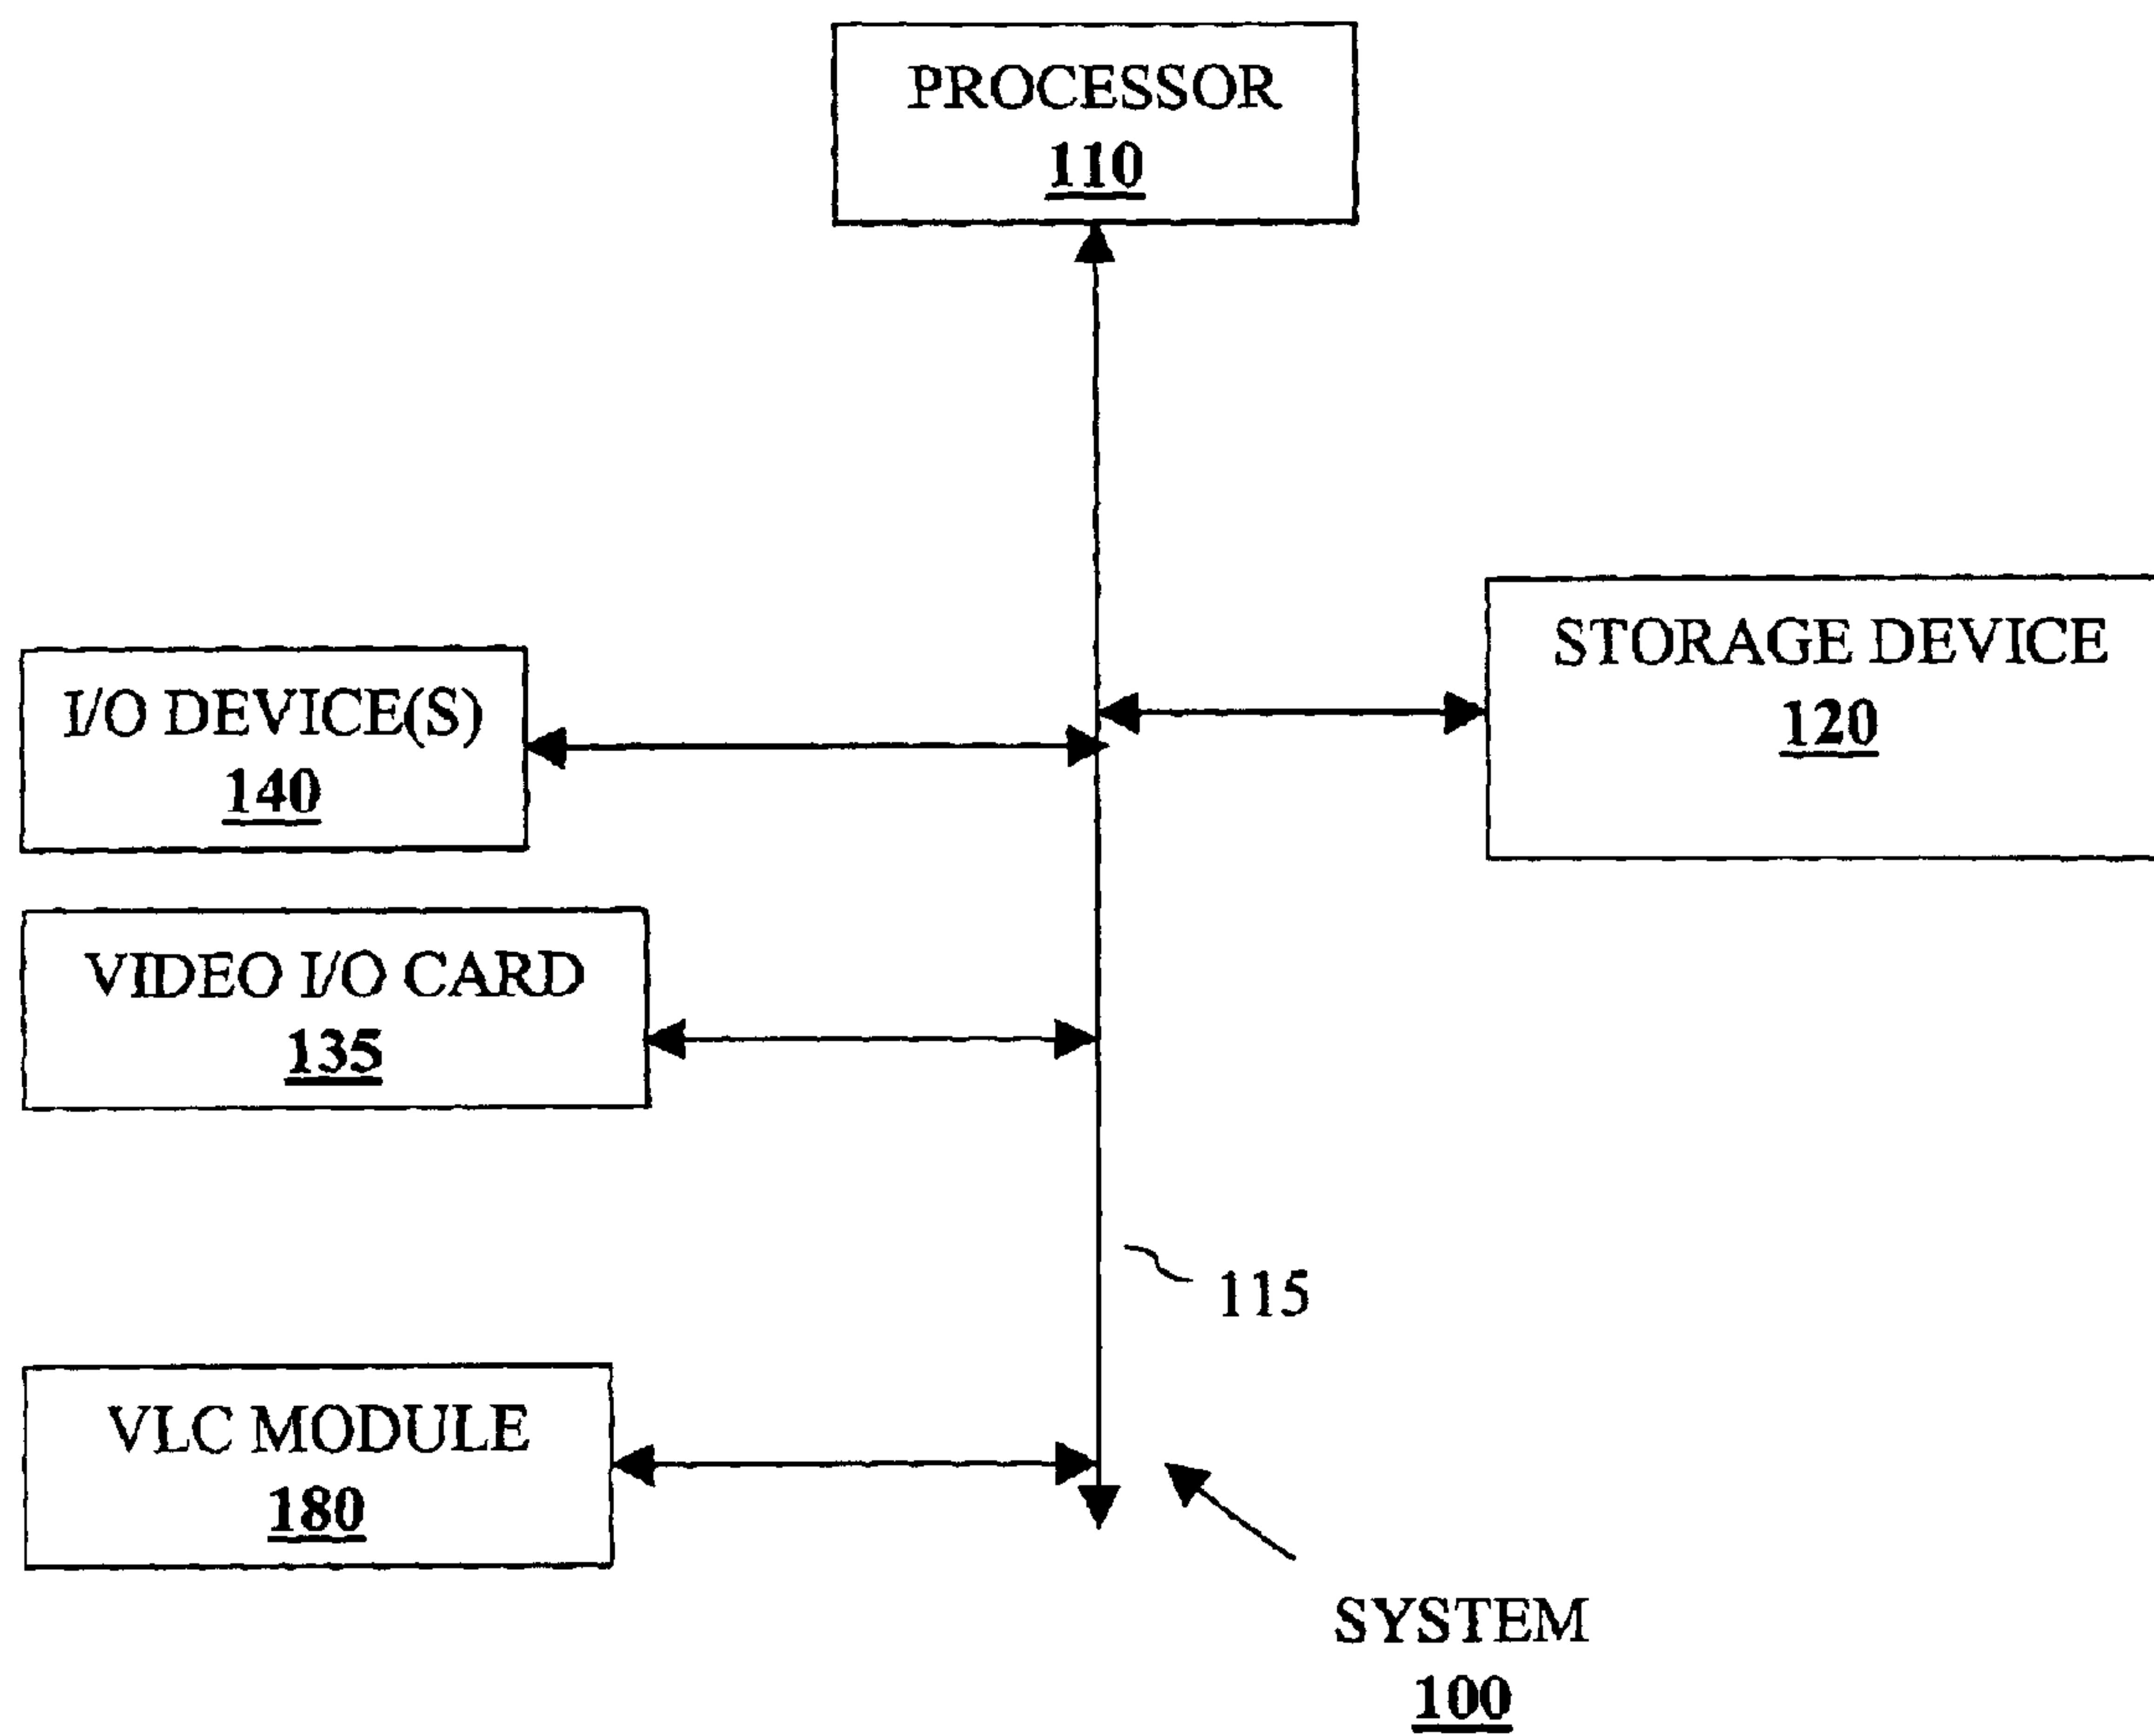 PROCESSOR
110
STORAGE DEVICE
120
I/O DEVICE(S)
140
VIDEO I/O CARD
135
115
VLC MODULE
180
SYSTEM
100